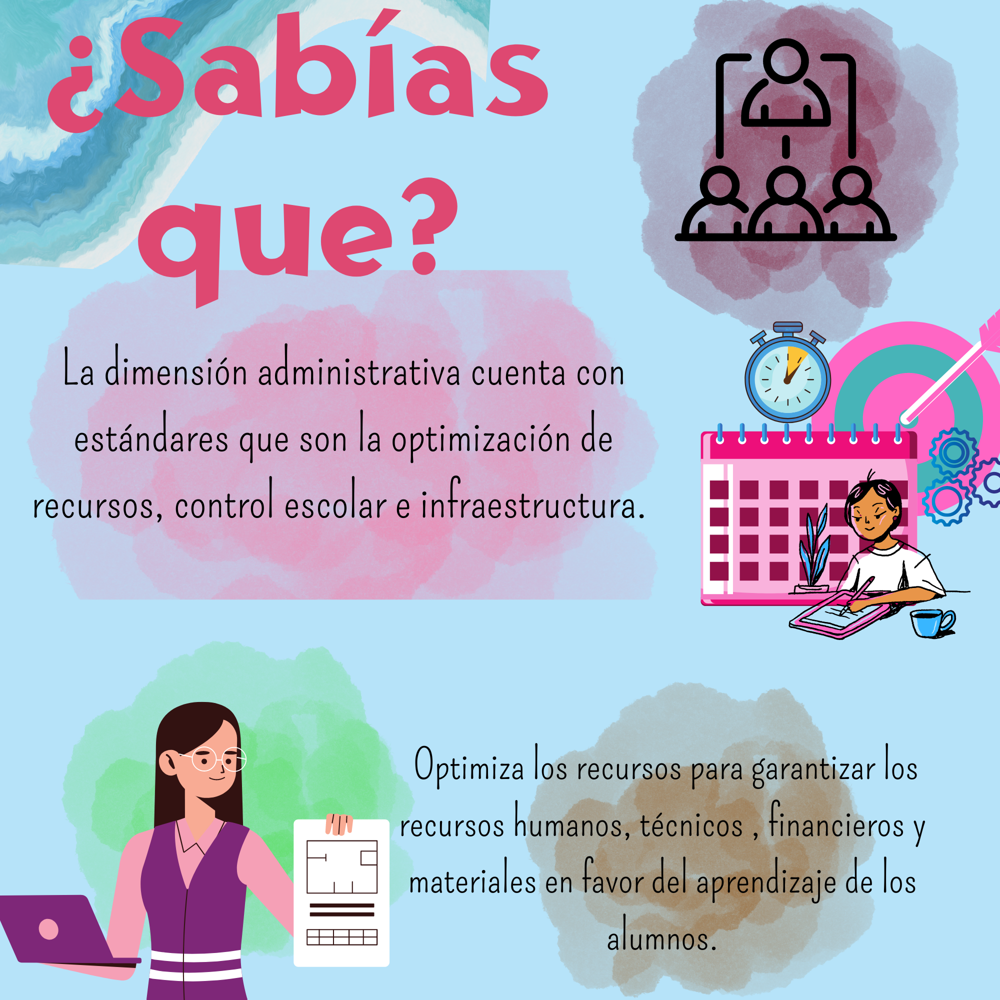 ¿Sabías
que?
La dimensión administrativa cuenta con
estándares que son la optimización de
recursos, control escolar e infraestructura.
Optimiza los recursos para garantizar los
recursos humanos, técnicos , financieros y
materiales en favor del aprendizaje de los
alumnos.